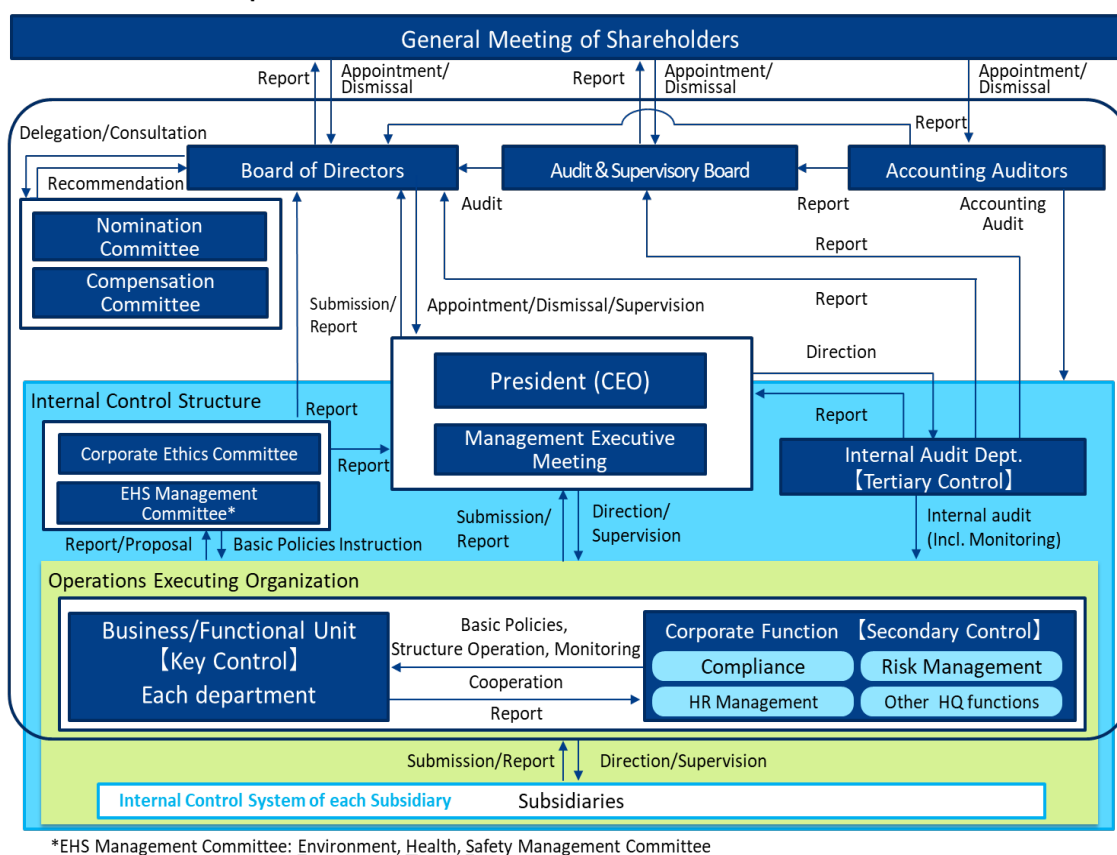 General Meeting of Shareholders
Report
Appointment/
Dismissal
Report
Appointment/
Dismissal
Appointment/
Dismissal
Delegation/Consultation
Report
Board of Directors
Audit & Supervisory Board
Accounting Auditors
Recommendation
Audit
Report
Accounting
Audit
Nomination
Committee
Compensation
Committee
Report
Submission/
Report
Appointment/Dismissal/Supervision
Report
Direction
President (CEO)
Internal Control Structure
Report
Report
Corporate Ethics Committee
Report
Management Executive
Meeting
Internal Audit Dept.
【Tertiary Control】
EHS Management
Committee*
Submission/
Report
Direction/
Supervision
Internal audit
(Incl. Monitoring)
Report/Proposal
Basic Policies Instruction
Operations Executing Organization
Business/Functional Unit
【Key Control】
Each department
Basic Policies,
Structure Operation, Monitoring
Cooperation
Report
Corporate Function 【Secondary Control】
Compliance
Risk Management
HR Management
Other HQ functions
Submission/Report
Direction/Supervision
Internal Control System of each Subsidiary
Subsidiaries
*EHS Management Committee: Environment, Health, Safety Management Committee